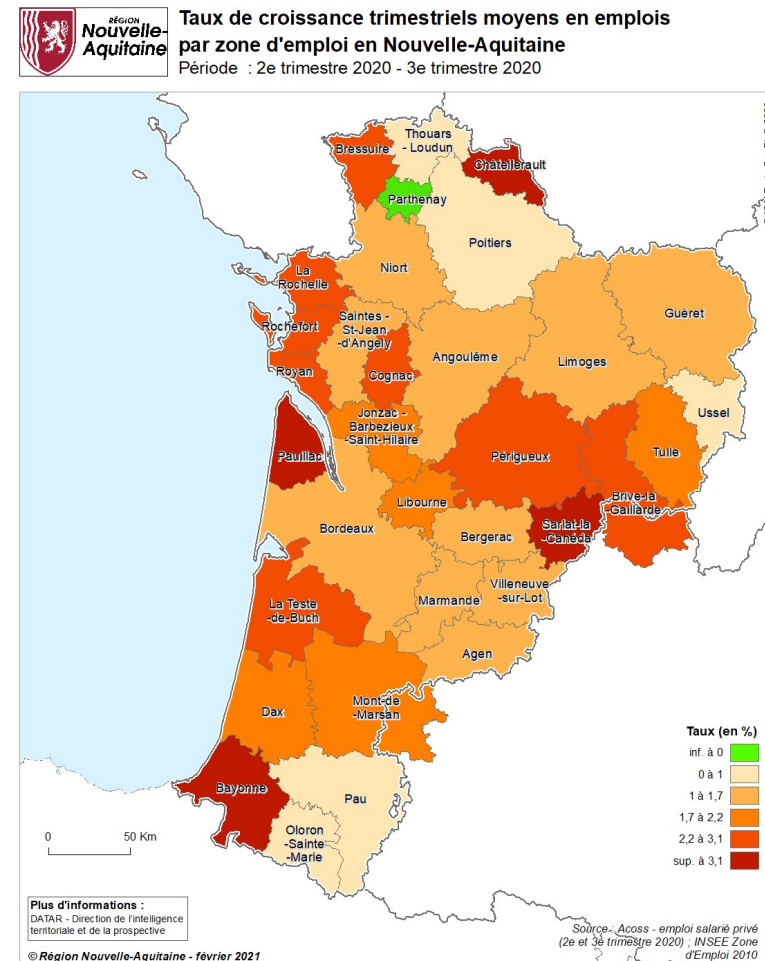 RÉGION
Nouvelle-
Aquitaine
Taux de croissance trimestriels moyens en emplois
par zone d'emploi en Nouvelle-Aquitaine
Période : 2e trimestre 2020 - 3e trimestre 2020
Thouars
- Loudun
Bressuire
Châtellerault
Parthenay
Poitiers
Niort
La
Rochelle
Guéret
Rochefort
Saintes -
St-Jean
-d'Angely
Angoulême
Limoges
Royan
Cognac
Ussel
Jonzac -
Barbezieux
-Saint-Hilaire
Pauillac
Périgueux
Tulle
Libourne
Brive-la
-Gaillarde
Bordeaux
Bergerac
Sarlat-la
-Canéda
Villeneuve
-sur-Lot
Marmande
La Teste
-de-Buch
Agen
Dax
Mont-de
-Marsan
Bayonne
Pau
Oloron
-Sainte
-Marie
Taux (en %)
inf. à 0
0 à 1
1 à 1,7
1,7 à 2,2
2,2 à 3,1
sup. à 3,1
0 50 Km
Plus d'informations :
DATAR - Direction de l'intelligence
territoriale et de la prospective
© Région Nouvelle-Aquitaine - février 2021
Source : Acoss - emploi salarié privé
(2e et 3e trimestre 2020) ; INSEE Zone
d'Emploi 2010